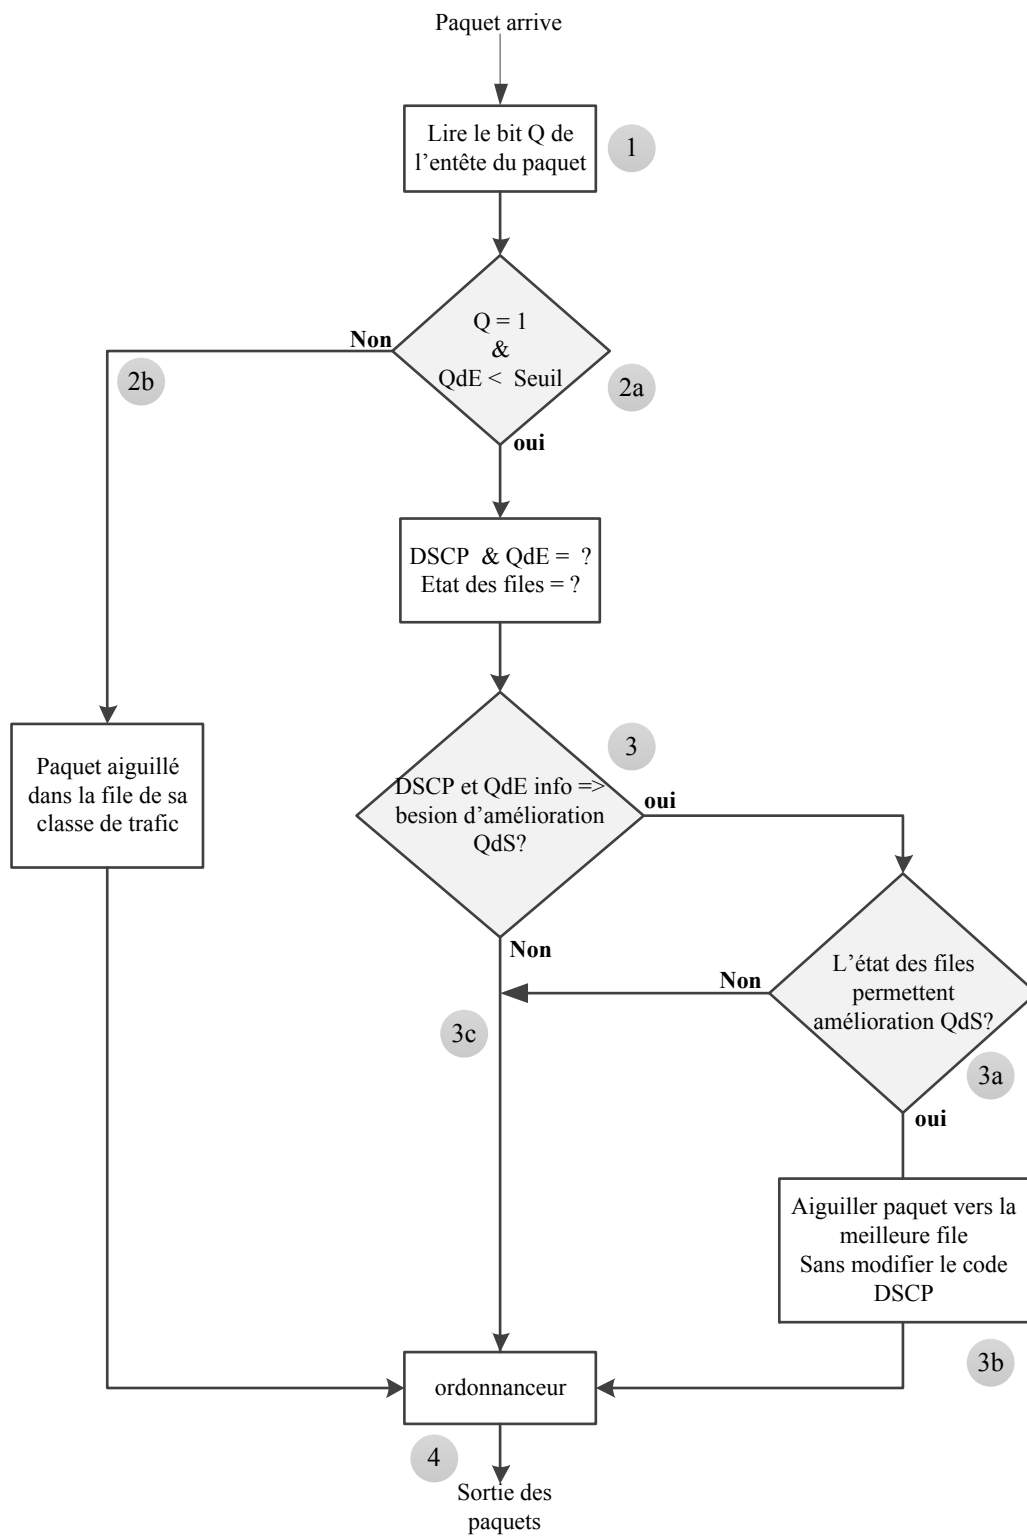 Paquet arrive
Lire le bit Q de
l’entête du paquet
1
Q = 1
&
QdE < Seuil
Non
2b
2a
oui
DSCP & QdE = ?
Etat des files = ?
Paquet aiguillé
dans la file de sa
classe de trafic
3
DSCP et QdE info =>
besion d’amélioration
QdS?
oui
Non
L’état des files
permettent
amélioration QdS?
Non
3c
3a
oui
Aiguiller paquet vers la
meilleure file
Sans modifier le code
DSCP
3b
ordonnanceur
4
Sortie des
paquets